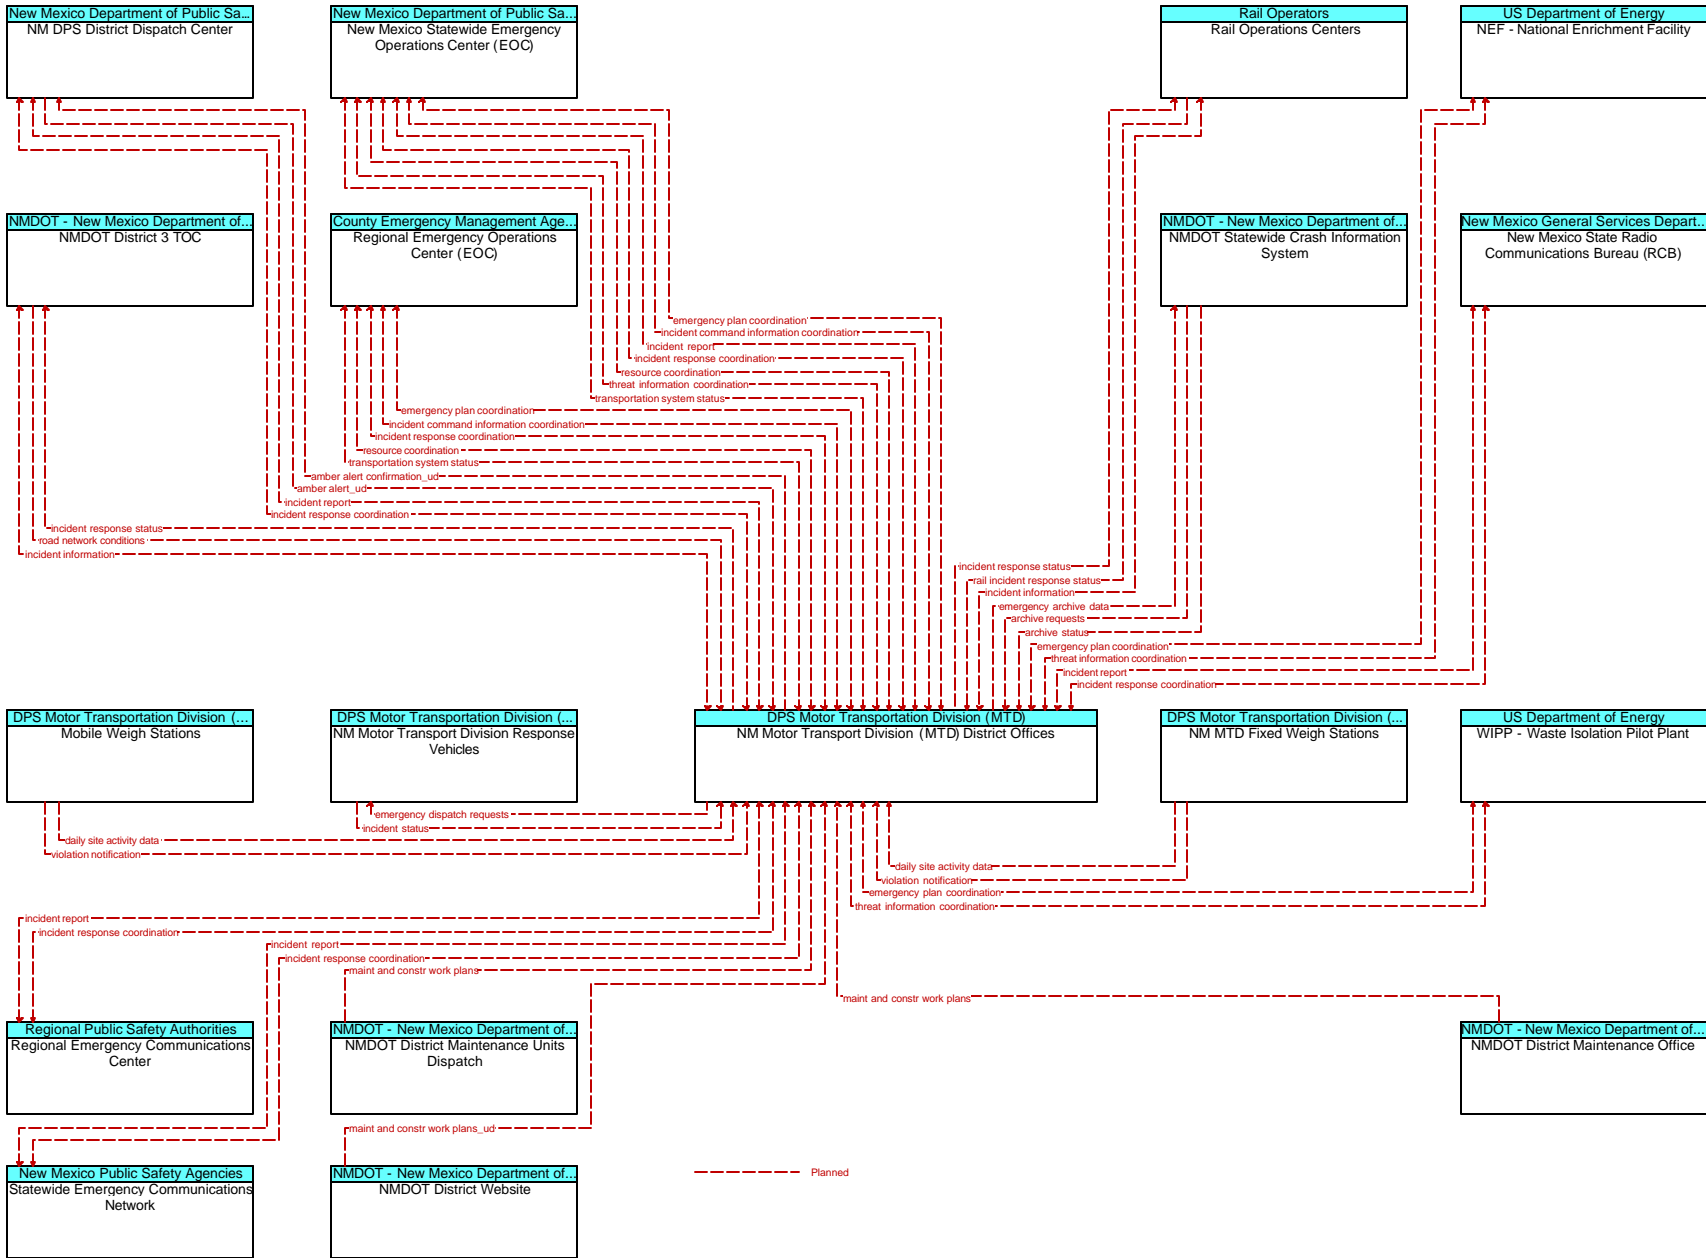 New Mexico Department of Public Sa...
NM DPS District Dispatch Center
New Mexico Department of Public Sa...
New Mexico Statewide Emergency
Operations Center (EOC)
Rail Operators
Rail Operations Centers
US Department of Energy
NEF - National Enrichment Facility
NMDOT - New Mexico Department of...
NMDOT District 3 TOC
County Emergency Management Age...
Regional Emergency Operations
Center (EOC)
NMDOT - New Mexico Department of...
NMDOT Statewide Crash Information
System
New Mexico General Services Depart...
New Mexico State Radio
Communications Bureau (RCB)
emergency plan coordination
incident command information coordination
incident report
incident response coordination
resource coordination
threat information coordination
transportation system status
emergency plan coordination
incident command information coordination
incident response coordination
resource coordination
transportation system status
amber alert confirmation_ud
amber alert_ud
incident report
incident response coordination
incident response status
road network conditions
incident information
incident response status
rail incident response status
incident information
emergency archive data
archive requests
archive status
emergency plan coordination
threat information coordination
incident report
incident response coordination
DPS Motor Transportation Division (...
Mobile Weigh Stations
DPS Motor Transportation Division (...
NM Motor Transport Division Response
Vehicles
DPS Motor Transportation Division (MTD)
NM Motor Transport Division (MTD) District Offices
DPS Motor Transportation Division (...
NM MTD Fixed Weigh Stations
US Department of Energy
WIPP - Waste Isolation Pilot Plant
emergency dispatch requests
incident status
daily site activity data
violation notification
daily site activity data
violation notification
emergency plan coordination
threat information coordination
incident report
incident response coordination
incident report
incident response coordination
maint and constr work plans
maint and constr work plans
Regional Public Safety Authorities
Regional Emergency Communications
Center
NMDOT - New Mexico Department of...
NMDOT District Maintenance Units
Dispatch
NMDOT - New Mexico Department of...
NMDOT District Maintenance Office
maint and constr work plans_ud
New Mexico Public Safety Agencies
Statewide Emergency Communications
Network
NMDOT - New Mexico Department of...
NMDOT District Website
Planned